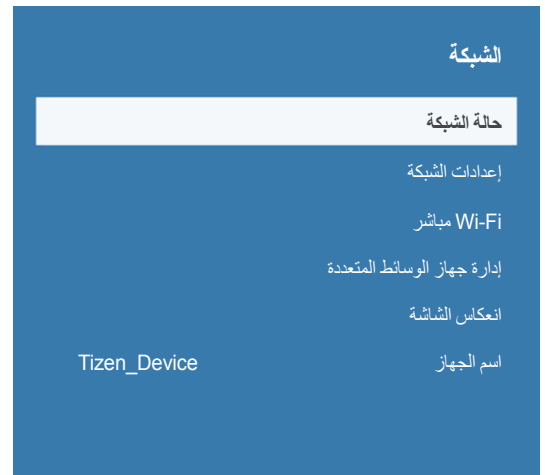 الشبكة
حالة الشبكة
إعدادات الشبكة
Wi-Fi مباشر
إدارة جهاز الوسائط المتعددة
انعكاس الشاشة
اسم الجهاز Tizen_Device